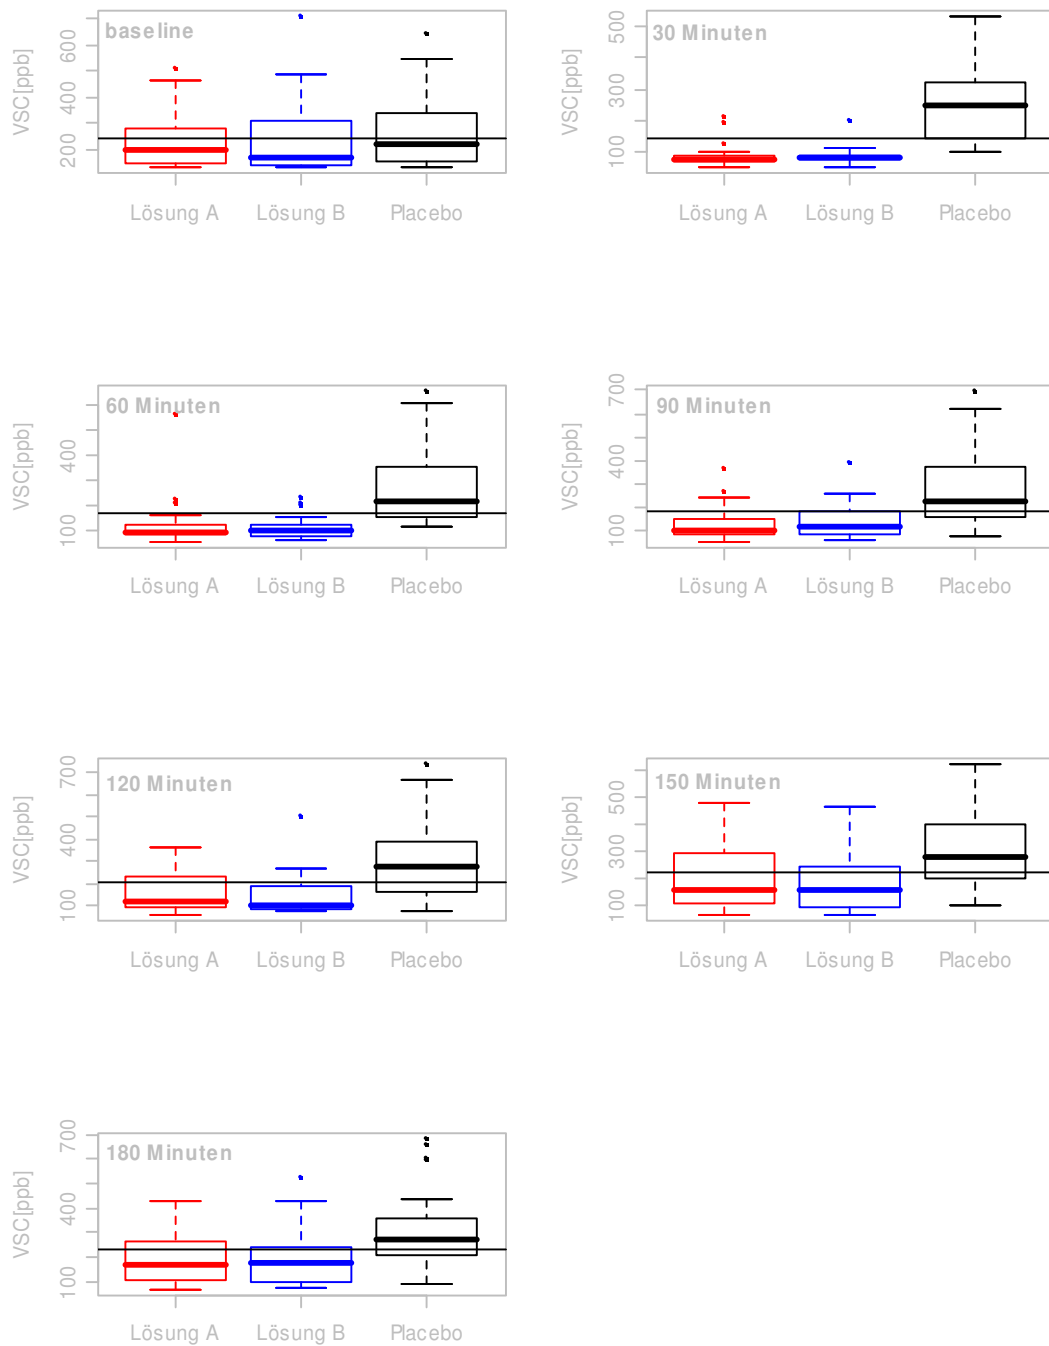 baseline
VSC[ppb]
600
400
200
Lösung A Lösung B Placebo
30 Minuten
VSC[ppb]
500
300
100
Lösung A Lösung B Placebo
60 Minuten
VSC[ppb]
400
100
Lösung A Lösung B Placebo
90 Minuten
VSC[ppb]
700
400
100
Lösung A Lösung B Placebo
120 Minuten
VSC[ppb]
700
400
100
Lösung A Lösung B Placebo
150 Minuten
VSC[ppb]
500
300
100
Lösung A Lösung B Placebo
180 Minuten
VSC[ppb]
700
400
100
Lösung A Lösung B Placebo